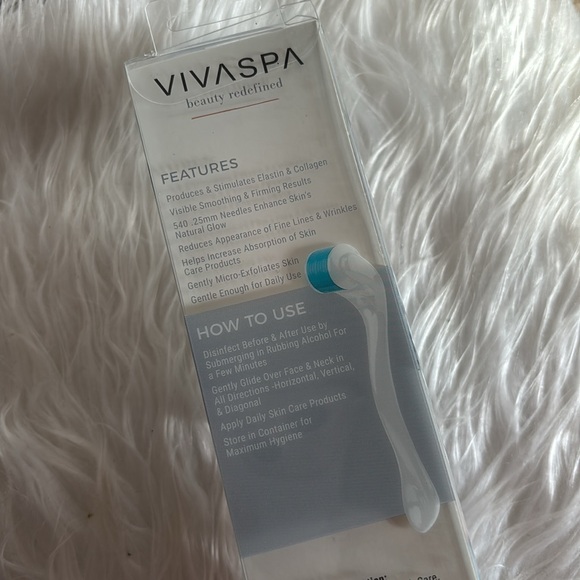 VIVASPA
beauty redefined
FEATURES
Produces & Stimulates Elastin & Collagen
Visible Smoothing & Firming Results
540 .25mm Needles Enhance Skin's
Natural Glow
Reduces Appearance of Fine Lines & Wrinkles
Helps Increase Absorption of Skin
Care Products
Gently Micro-Exfoliates Skin
Gentle Enough for Daily Use
HOW TO USE
Disinfect Before & After Use by
Submerging in Rubbing Alcohol For
a Few Minutes
Gently Glide Over Face & Neck in
All Directions -Horizontal, Vertical,
& Diagonal
Apply Daily Skin Care Products
Store in Container for
Maximum Hygiene
Care,